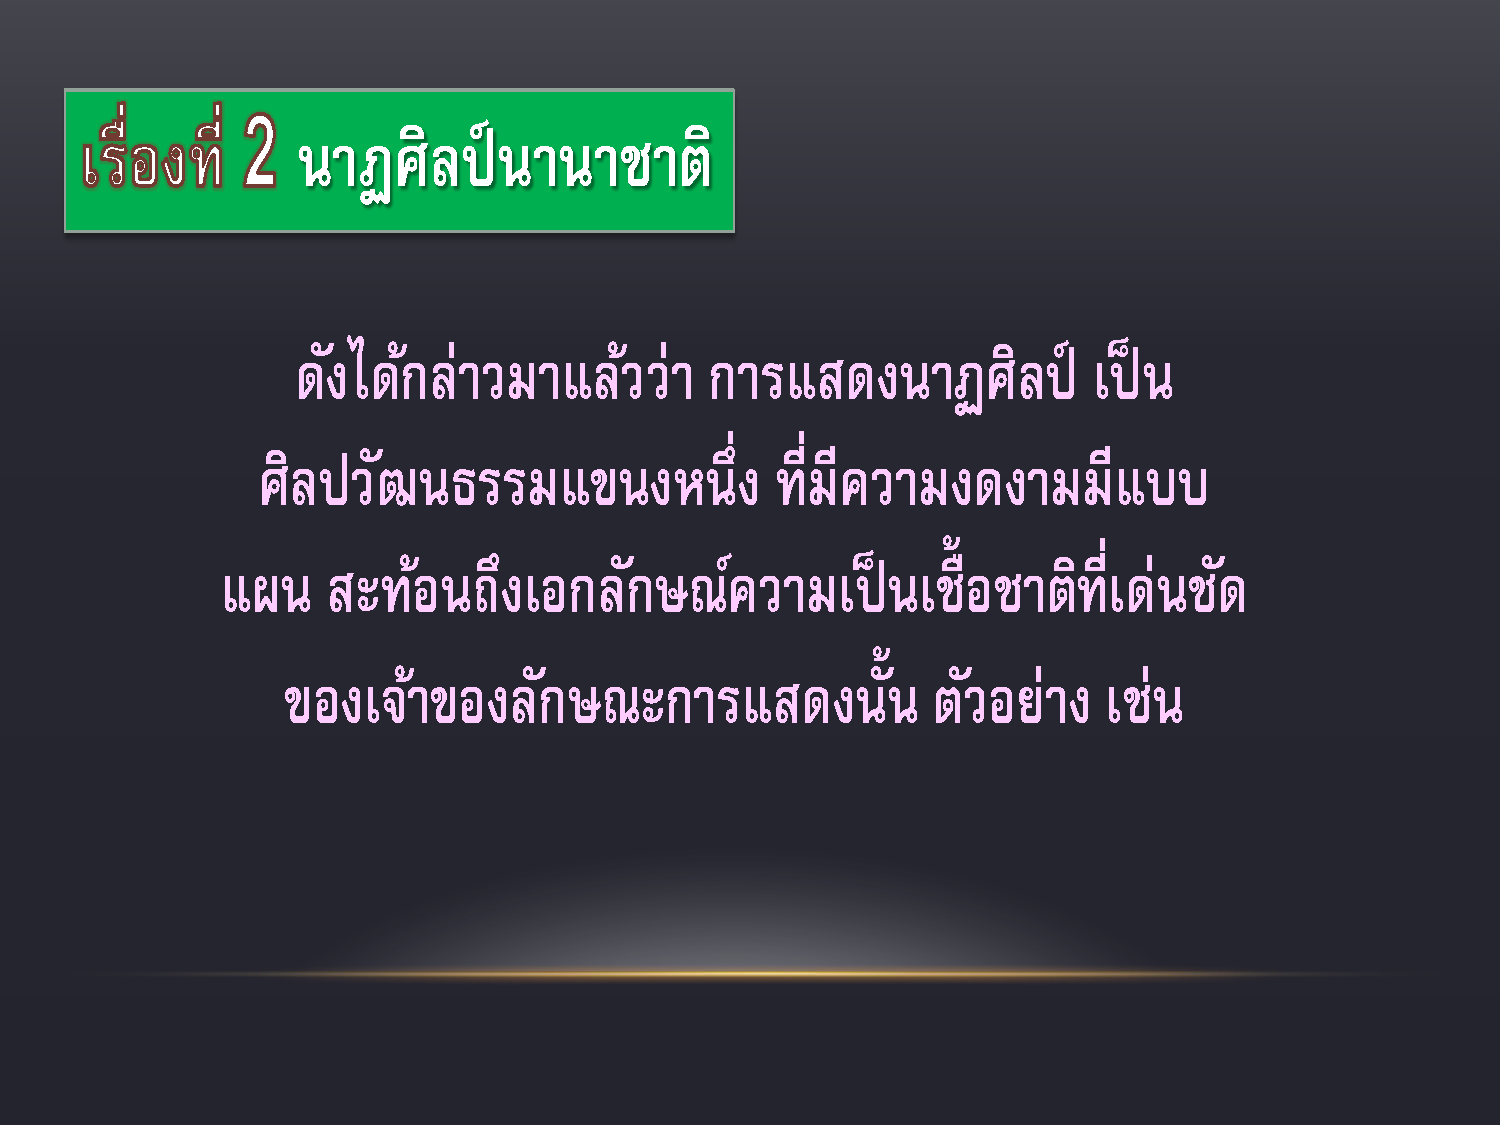 เรื่องที่ 2 นาฏศิลป์นานาชาติ
ดังได้กล่าวมาแล้วว่า การแสดงนาฏศิลป์ เป็น
ศิลปวัฒนธรรมแขนงหนึ่ง ที่มีความงดงามมีแบบ
แผน สะท้อนถึงเอกลักษณ์ความเป็นเชื้อชาติที่เด่นชัด
ของเจ้าของลักษณะการแสดงนั้น ตัวอย่าง เช่น